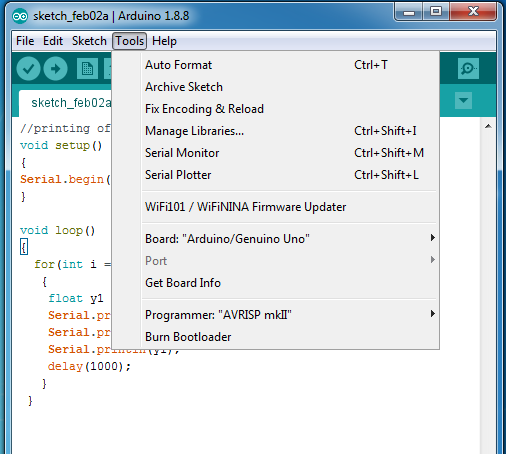 sketch_feb02a | Arduino 1.8.8
File Edit Sketch Tools Help
Auto Format Ctrl+T
Archive Sketch
Fix Encoding & Reload
Manage Libraries... Ctrl+Shift+I
Serial Monitor Ctrl+Shift+M
Serial Plotter Ctrl+Shift+L
WiFi101 / WiFiNINA Firmware Updater
Board: "Arduino/Genuino Uno"
Port
Get Board Info
Programmer: "AVRISP mkII"
Burn Bootloader
sketch_feb02a
//printing of
void setup()
{
Serial.begin(
}
void loop()
{
for(int i =
{
float y1
Serial.pr
Serial.pr
Serial.println(y1);
delay(1000);
}
}